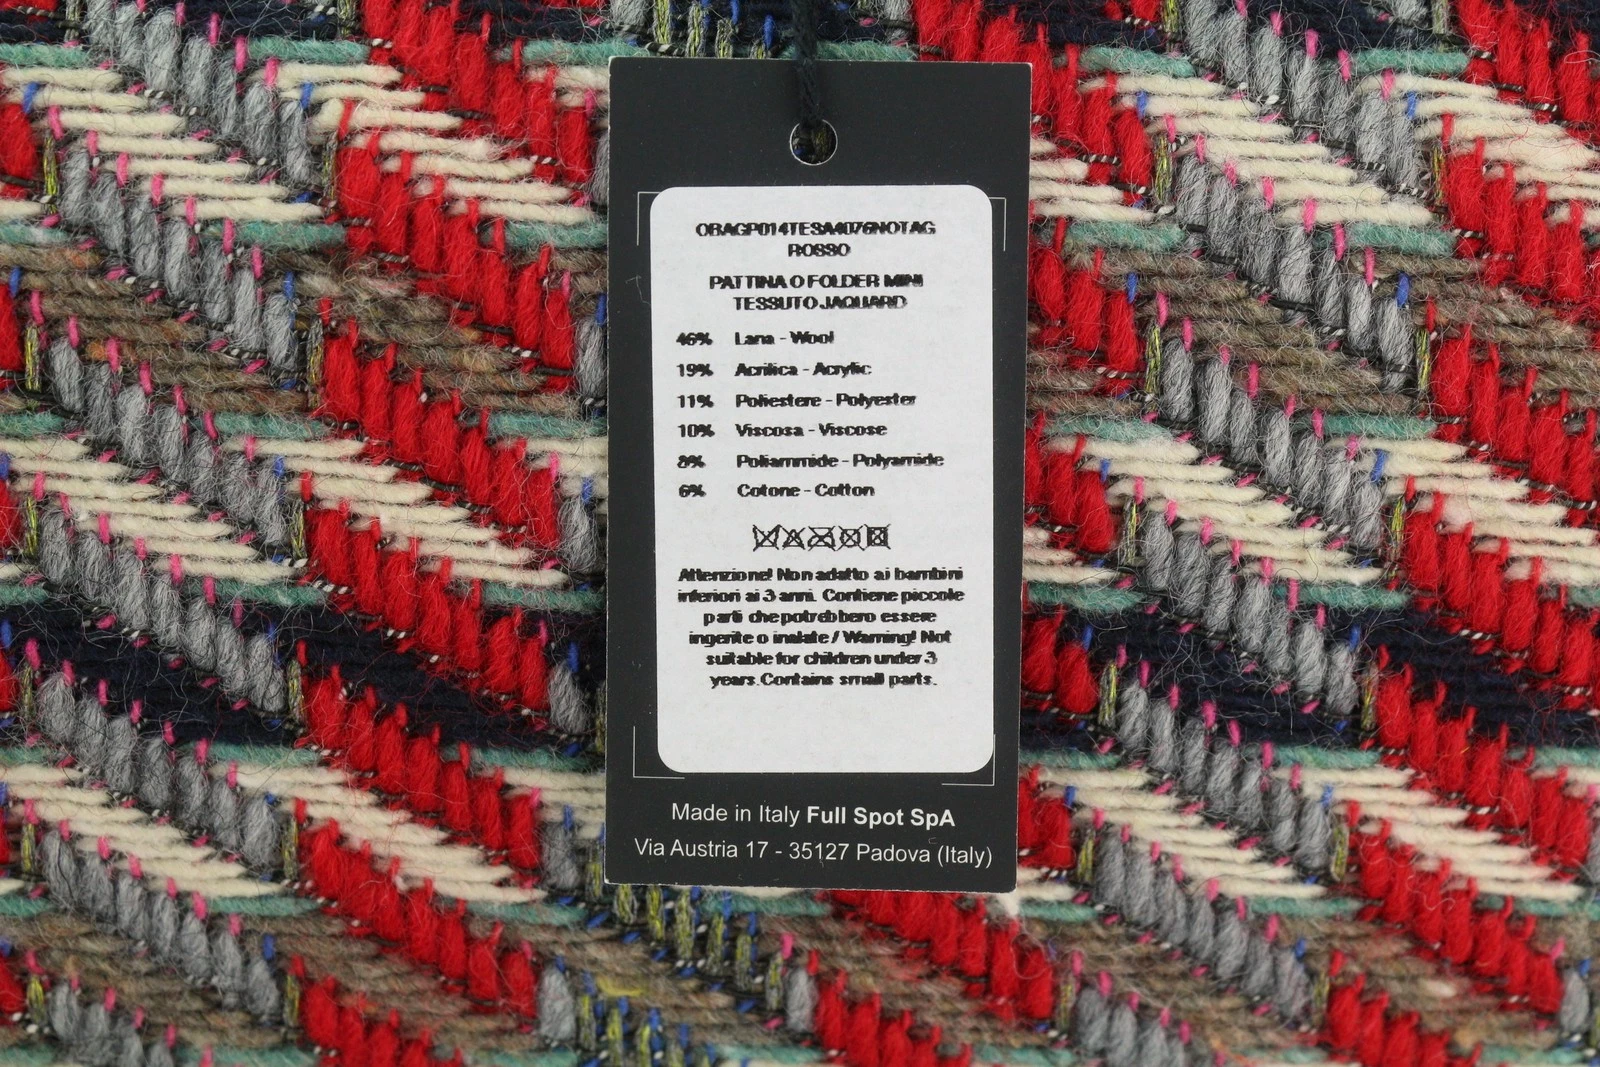 OBAGP014TESA4076NOTAG
ROSSO
PATTINA O FOLDER MINI
TESSUTO JAQUARD
46% Lana - Wool
19% Acrilica - Acrylic
11% Poliestere - Polyester
10% Viscosa - Viscose
8% Poliammide - Polyamide
6% Cotone - Cotton
Attenzione! Non adatto ai bambini
inferiori ai 3 anni. Contiene piccole
parti che potrebbero essere
ingerite o inalate / Warning! Not
suitable for children under 3
years.Contains small parts.
Made in Italy Full Spot SpA
Via Austria 17 - 35127 Padova (Italy)